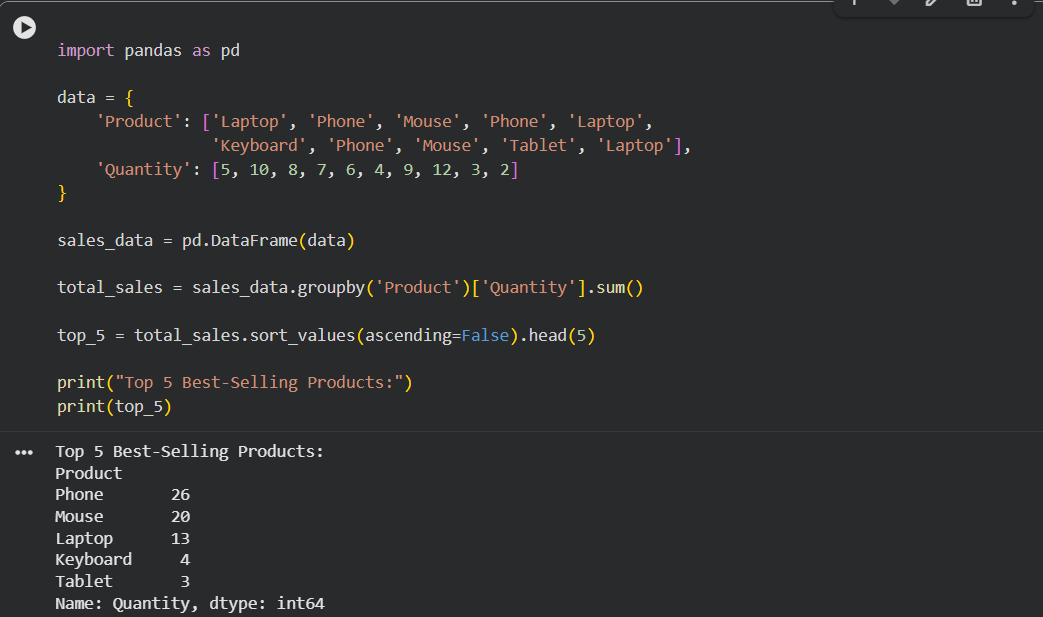 import pandas as pd
data = {
    'Product': ['Laptop', 'Phone', 'Mouse', 'Phone', 'Laptop',
                'Keyboard', 'Phone', 'Mouse', 'Tablet', 'Laptop'],
    'Quantity': [5, 10, 8, 7, 6, 4, 9, 12, 3, 2]
}
sales_data = pd.DataFrame(data)
total_sales = sales_data.groupby('Product')['Quantity'].sum()
top_5 = total_sales.sort_values(ascending=False).head(5)
print("Top 5 Best-Selling Products:")
print(top_5)
Top 5 Best-Selling Products:
Product
Phone       26
Mouse       20
Laptop      13
Keyboard     4
Tablet       3
Name: Quantity, dtype: int64